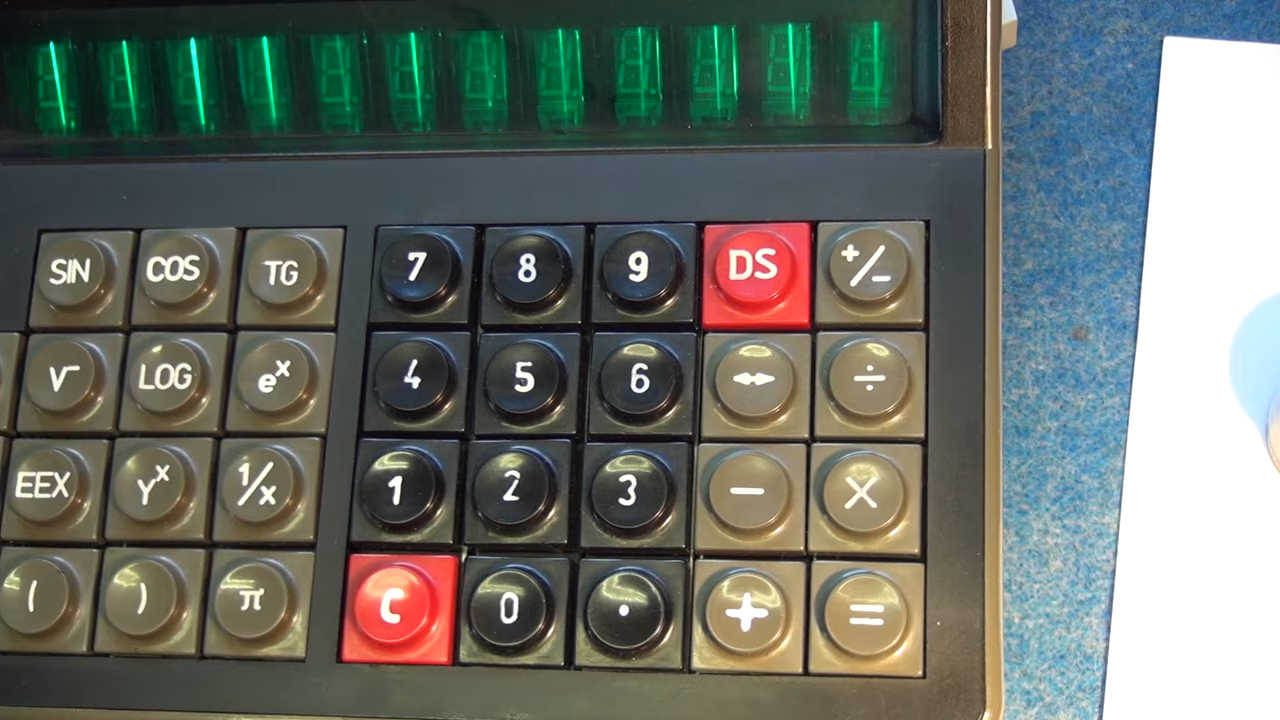 SIN COS TG 7 8 9 DS +/-
√ LOG eˣ 4 5 6 ◂▸ ÷
EEX Yˣ 1/x 1 2 3 − ×
( ) π C 0 . + =